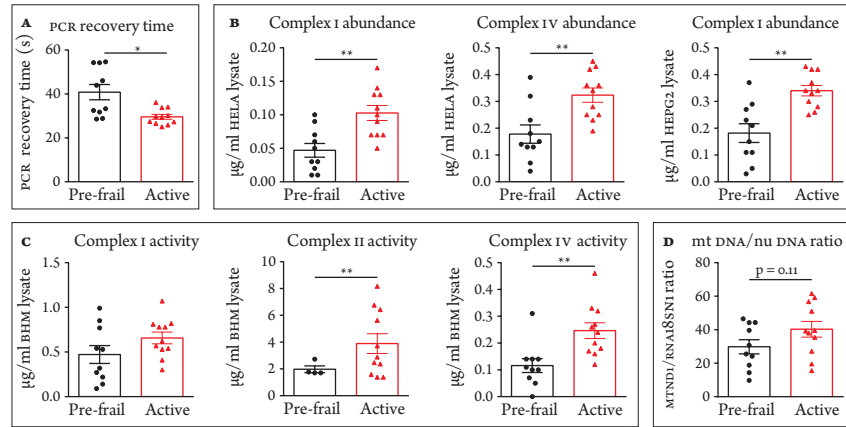 A
PCR recovery time
PCR recovery time (s)
60
40
20
0
*
Pre-frail Active
B
Complex I abundance
µg/ml HELA lysate
0.20
0.15
0.10
0.05
0.00
**
Pre-frail Active
Complex IV abundance
µg/ml HELA lysate
0.5
0.4
0.3
0.2
0.1
0.0
**
Pre-frail Active
Complex I abundance
µg/ml HEPG2 lysate
0.5
0.4
0.3
0.2
0.1
0.0
**
Pre-frail Active
C
Complex I activity
µg/ml BHM lysate
1.5
1.0
0.5
0.0
Pre-frail Active
Complex II activity
µg/ml BHM lysate
10
8
6
4
2
0
**
Pre-frail Active
Complex IV activity
µg/ml BHM lysate
0.5
0.4
0.3
0.2
0.1
0.0
**
Pre-frail Active
D
mt DNA/nu DNA ratio
MTND1/RNA18SN1 ratio
80
60
40
20
0
p = 0.11
Pre-frail Active